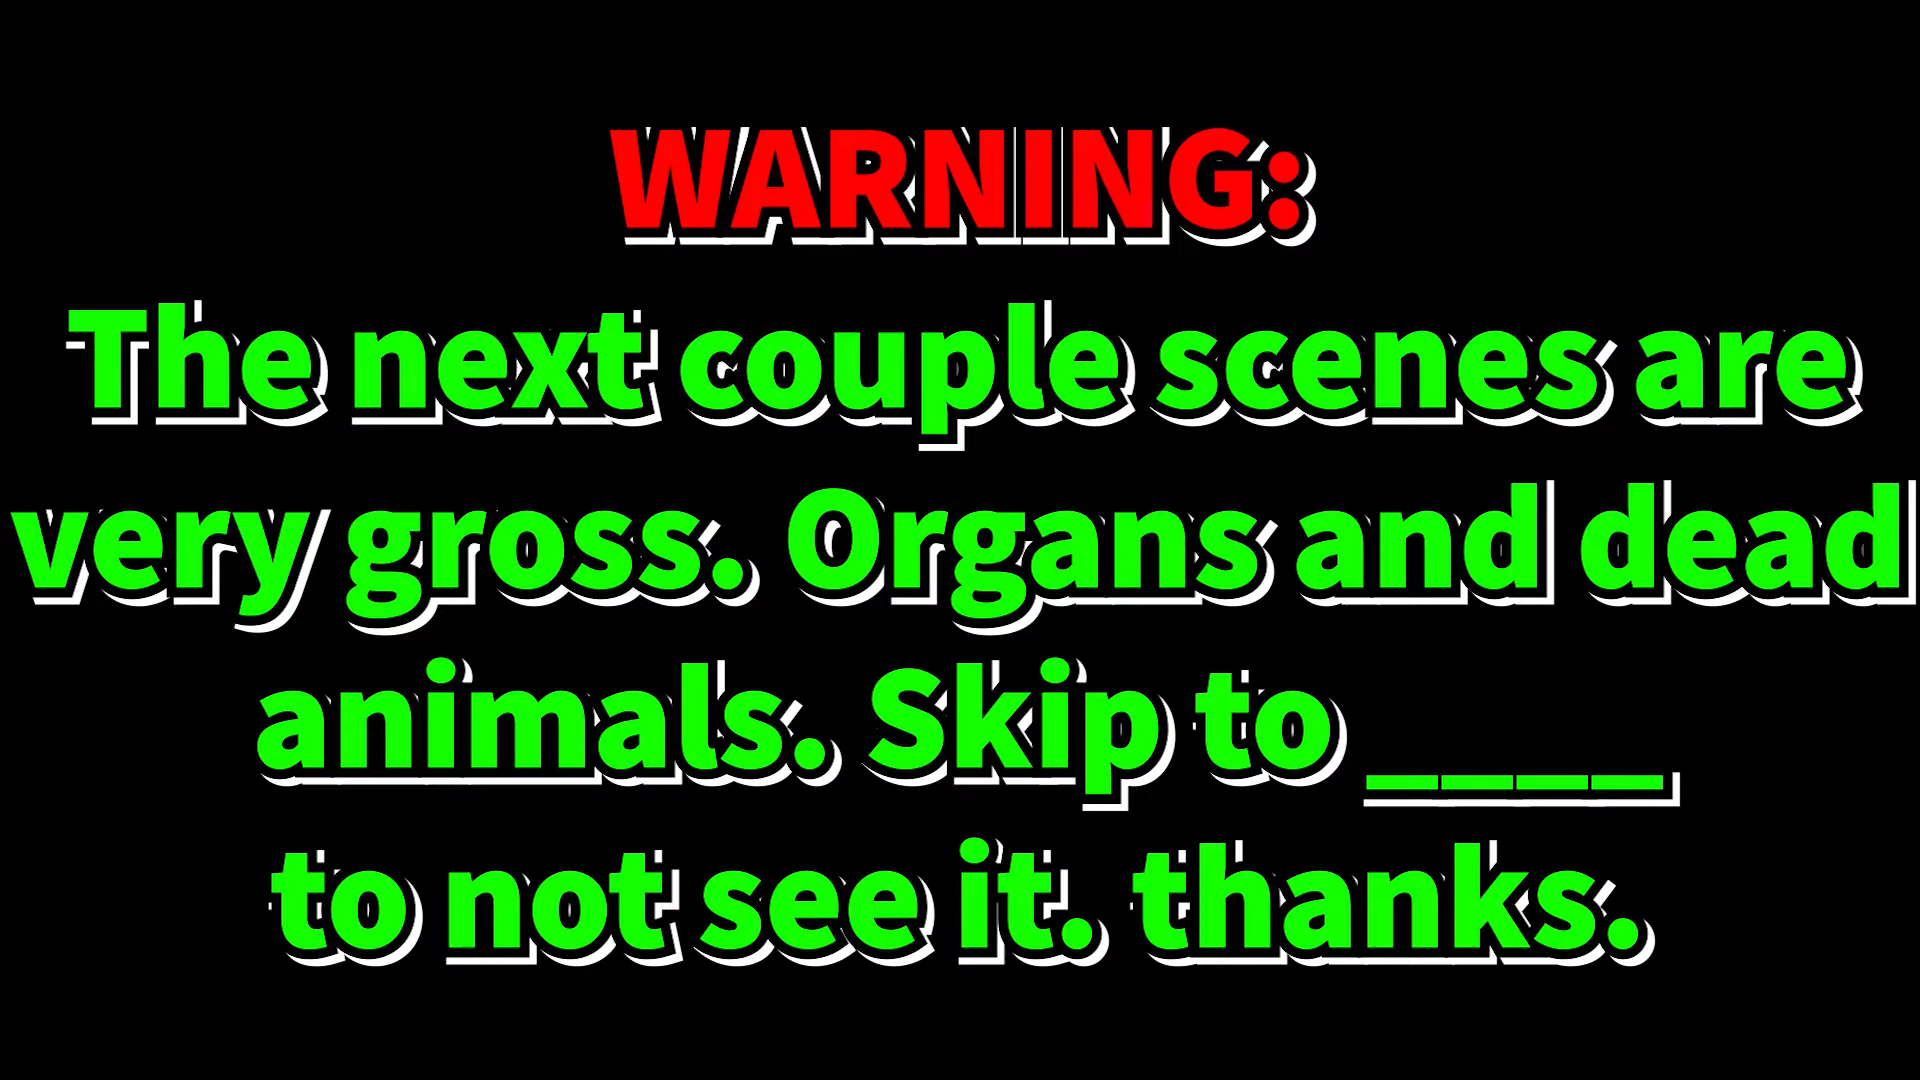 WARNING:
The next couple scenes are
very gross. Organs and dead
animals. Skip to ____
to not see it. thanks.